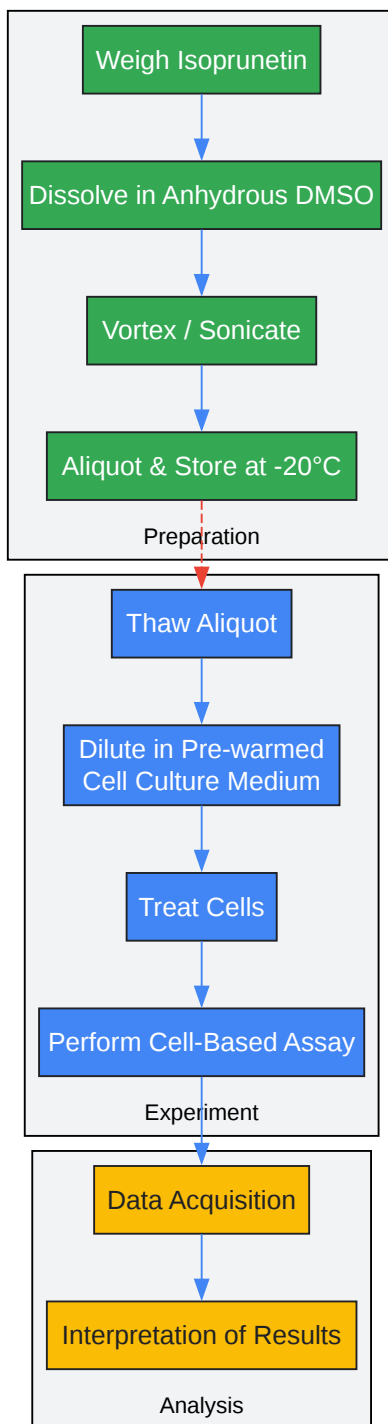 Weigh Isoprunetin
Dissolve in Anhydrous DMSO
Vortex / Sonicate
Aliquot & Store at -20°C
Preparation
Thaw Aliquot
Dilute in Pre-warmed
Cell Culture Medium
Treat Cells
Perform Cell-Based Assay
Experiment
Data Acquisition
Interpretation of Results
Analysis